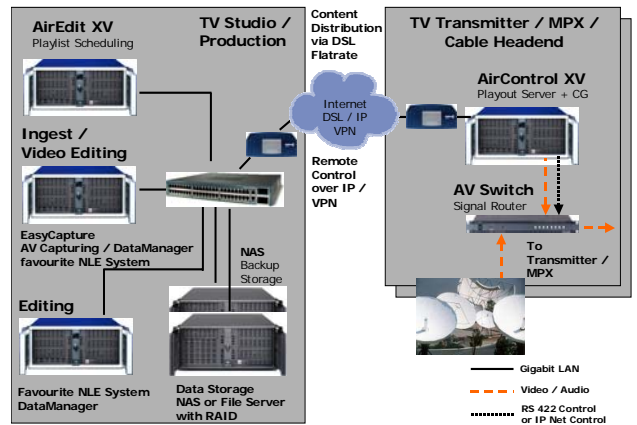 AirEdit XV
Playlist Scheduling
TV Studio /
Production
Ingest /
Video Editing
EasyCapture
AV Capturing / DataManager
favourite NLE System
NAS
Backup
Storage
Editing
Favourite NLE System
DataManager
Data Storage
NAS or File Server
with RAID
Content
Distribution
via DSL
Flatrate
Internet
DSL / IP
VPN
Remote
Control
over IP /
VPN
TV Transmitter / MPX /
Cable Headend
AirControl XV
Playout Server + CG
AV Switch
Signal Router
To
Transmitter /
MPX
Gigabit LAN
Video / Audio
RS 422 Control
or IP Net Control